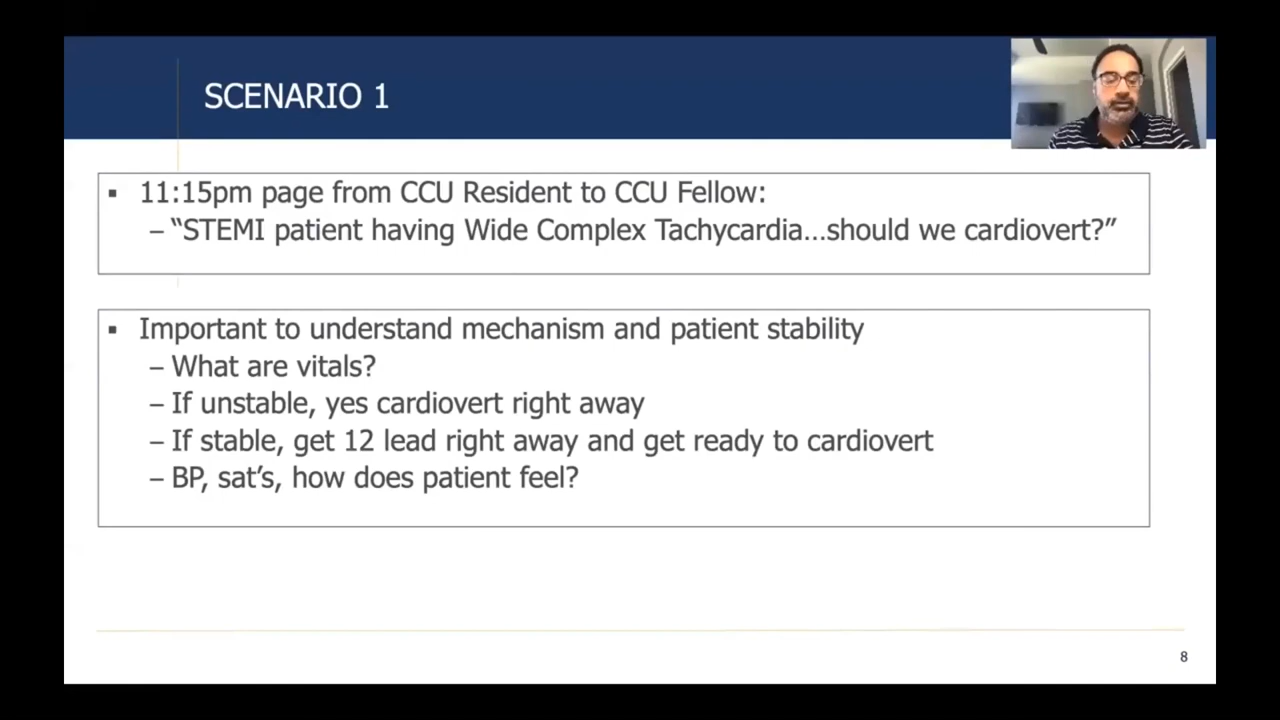 SCENARIO 1
▪ 11:15pm page from CCU Resident to CCU Fellow:
– “STEMI patient having Wide Complex Tachycardia...should we cardiovert?”
▪ Important to understand mechanism and patient stability
– What are vitals?
– If unstable, yes cardiovert right away
– If stable, get 12 lead right away and get ready to cardiovert
– BP, sat’s, how does patient feel?
8